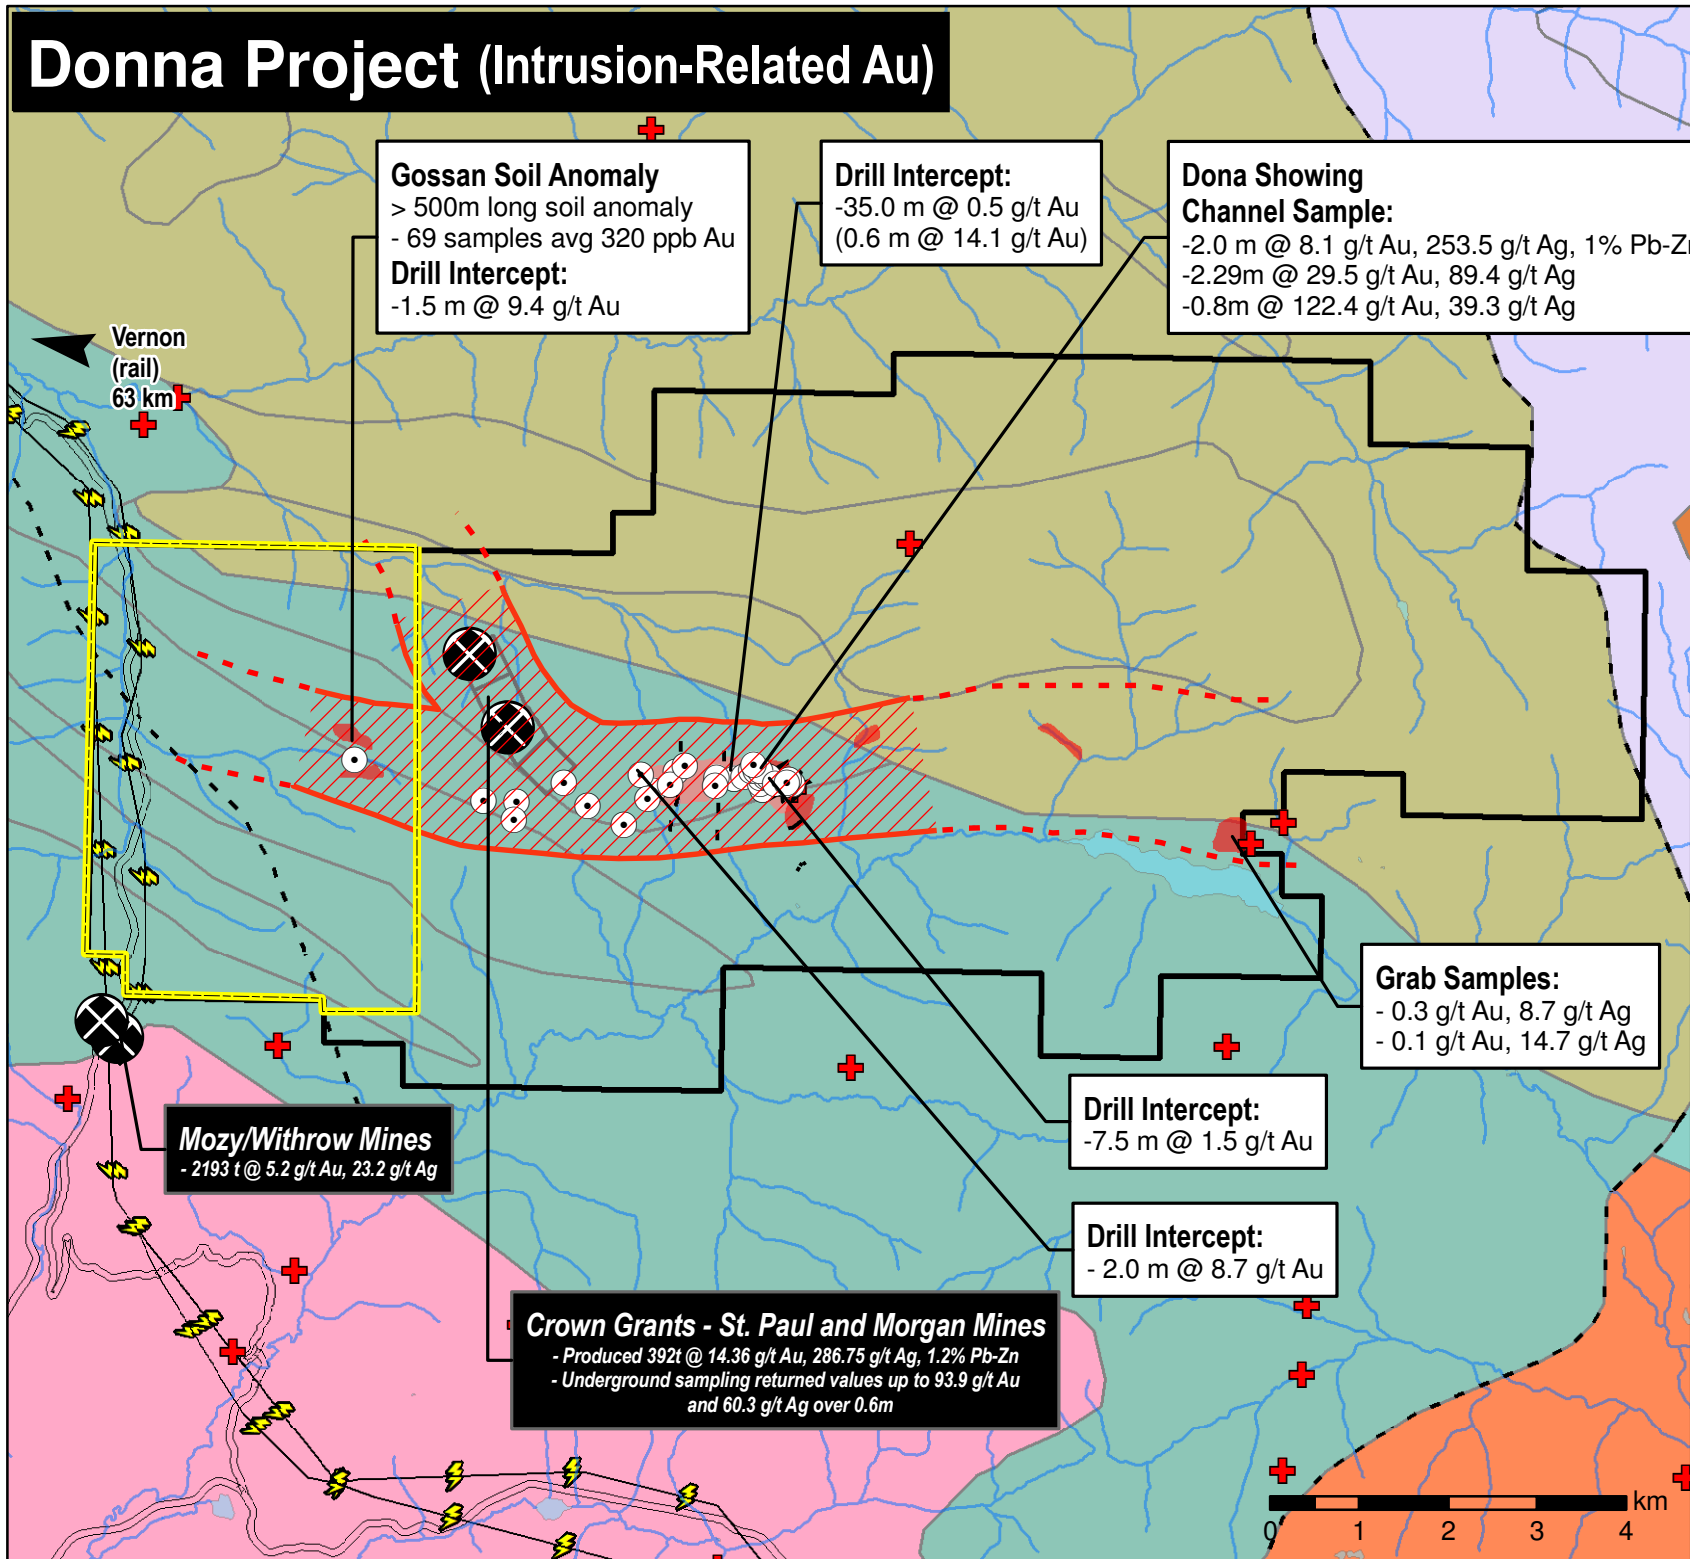 Donna Project (Intrusion-Related Au)
Gossan Soil Anomaly
> 500m long soil anomaly
- 69 samples avg 320 ppb Au
Drill Intercept:
-1.5 m @ 9.4 g/t Au
Drill Intercept:
-35.0 m @ 0.5 g/t Au
(0.6 m @ 14.1 g/t Au)
Dona Showing
Channel Sample:
-2.0 m @ 8.1 g/t Au, 253.5 g/t Ag, 1% Pb-Zn
-2.29m @ 29.5 g/t Au, 89.4 g/t Ag
-0.8m @ 122.4 g/t Au, 39.3 g/t Ag
Vernon
(rail)
63 km
Grab Samples:
- 0.3 g/t Au, 8.7 g/t Ag
- 0.1 g/t Au, 14.7 g/t Ag
Drill Intercept:
-7.5 m @ 1.5 g/t Au
Mozy/Withrow Mines
- 2193 t @ 5.2 g/t Au, 23.2 g/t Ag
Drill Intercept:
- 2.0 m @ 8.7 g/t Au
Crown Grants - St. Paul and Morgan Mines
- Produced 392t @ 14.36 g/t Au, 286.75 g/t Ag, 1.2% Pb-Zn
- Underground sampling returned values up to 93.9 g/t Au
and 60.3 g/t Ag over 0.6m
km
0 1 2 3 4